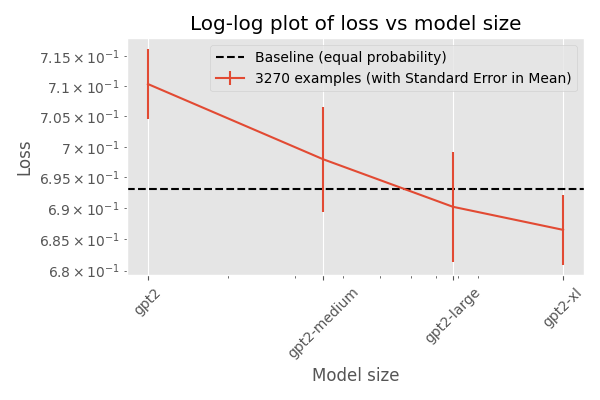 Log-log plot of loss vs model size
Baseline (equal probability)
3270 examples (with Standard Error in Mean)
Loss
7.15 × 10⁻¹
7.1 × 10⁻¹
7.05 × 10⁻¹
7 × 10⁻¹
6.95 × 10⁻¹
6.9 × 10⁻¹
6.85 × 10⁻¹
6.8 × 10⁻¹
gpt2
gpt2-medium
gpt2-large
gpt2-xl
Model size